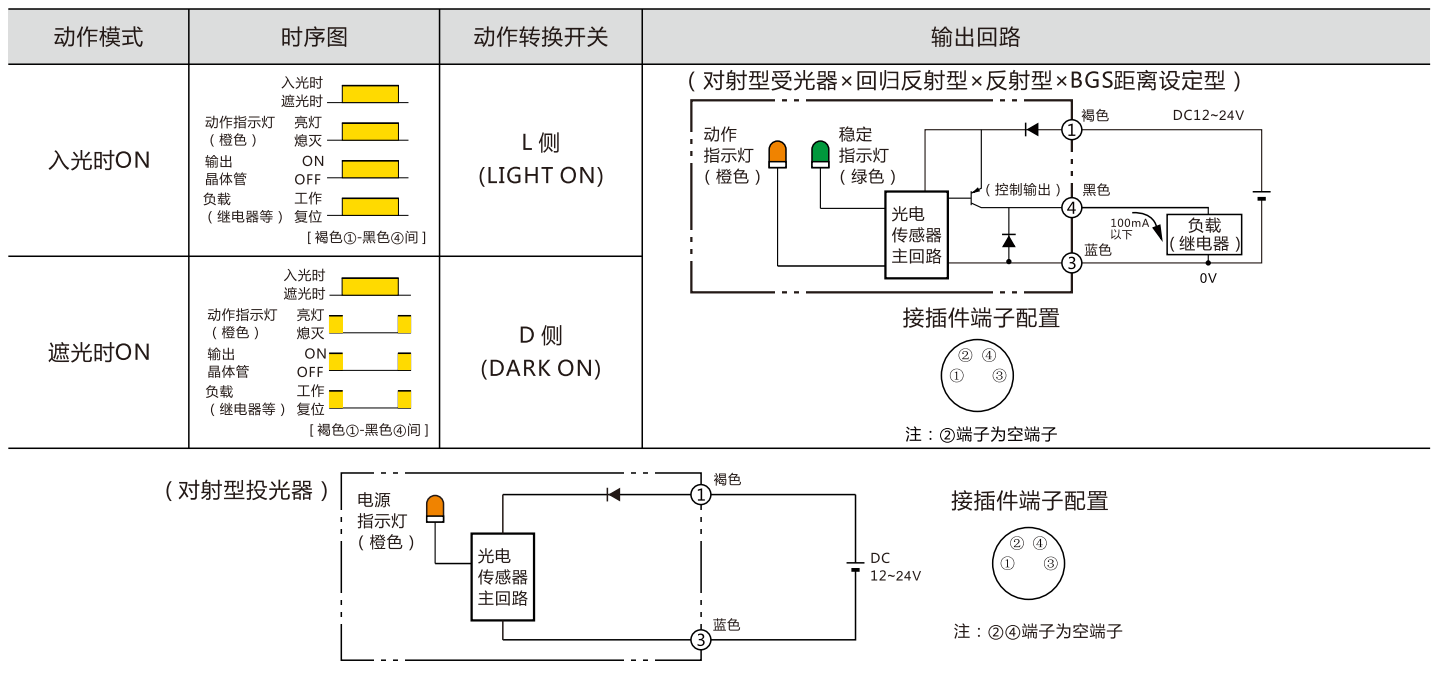 动作模式
时序图
动作转换开关
输出回路
入光时ON
入光时
遮光时
动作指示灯
（橙色）
亮灯
熄灭
输出
晶体管
ON
OFF
负载
（继电器等）
工作
复位
[ 褐色①-黑色④间 ]
L 侧
(LIGHT ON)
（对射型受光器×回归反射型×反射型×BGS距离设定型）
动作
指示灯
（橙色）
稳定
指示灯
（绿色）
光电
传感器
主回路
（控制输出）
1
褐色
DC12~24V
4
黑色
100mA
以下
负载
（继电器）
3
蓝色
0V
接插件端子配置
② ④
① ③
注：②端子为空端子
遮光时ON
入光时
遮光时
动作指示灯
（橙色）
亮灯
熄灭
输出
晶体管
ON
OFF
负载
（继电器等）
工作
复位
[ 褐色①-黑色④间 ]
D 侧
(DARK ON)
（对射型投光器）
电源
指示灯
（橙色）
光电
传感器
主回路
1
褐色
DC
12~24V
3
蓝色
接插件端子配置
② ④
① ③
注：②④端子为空端子